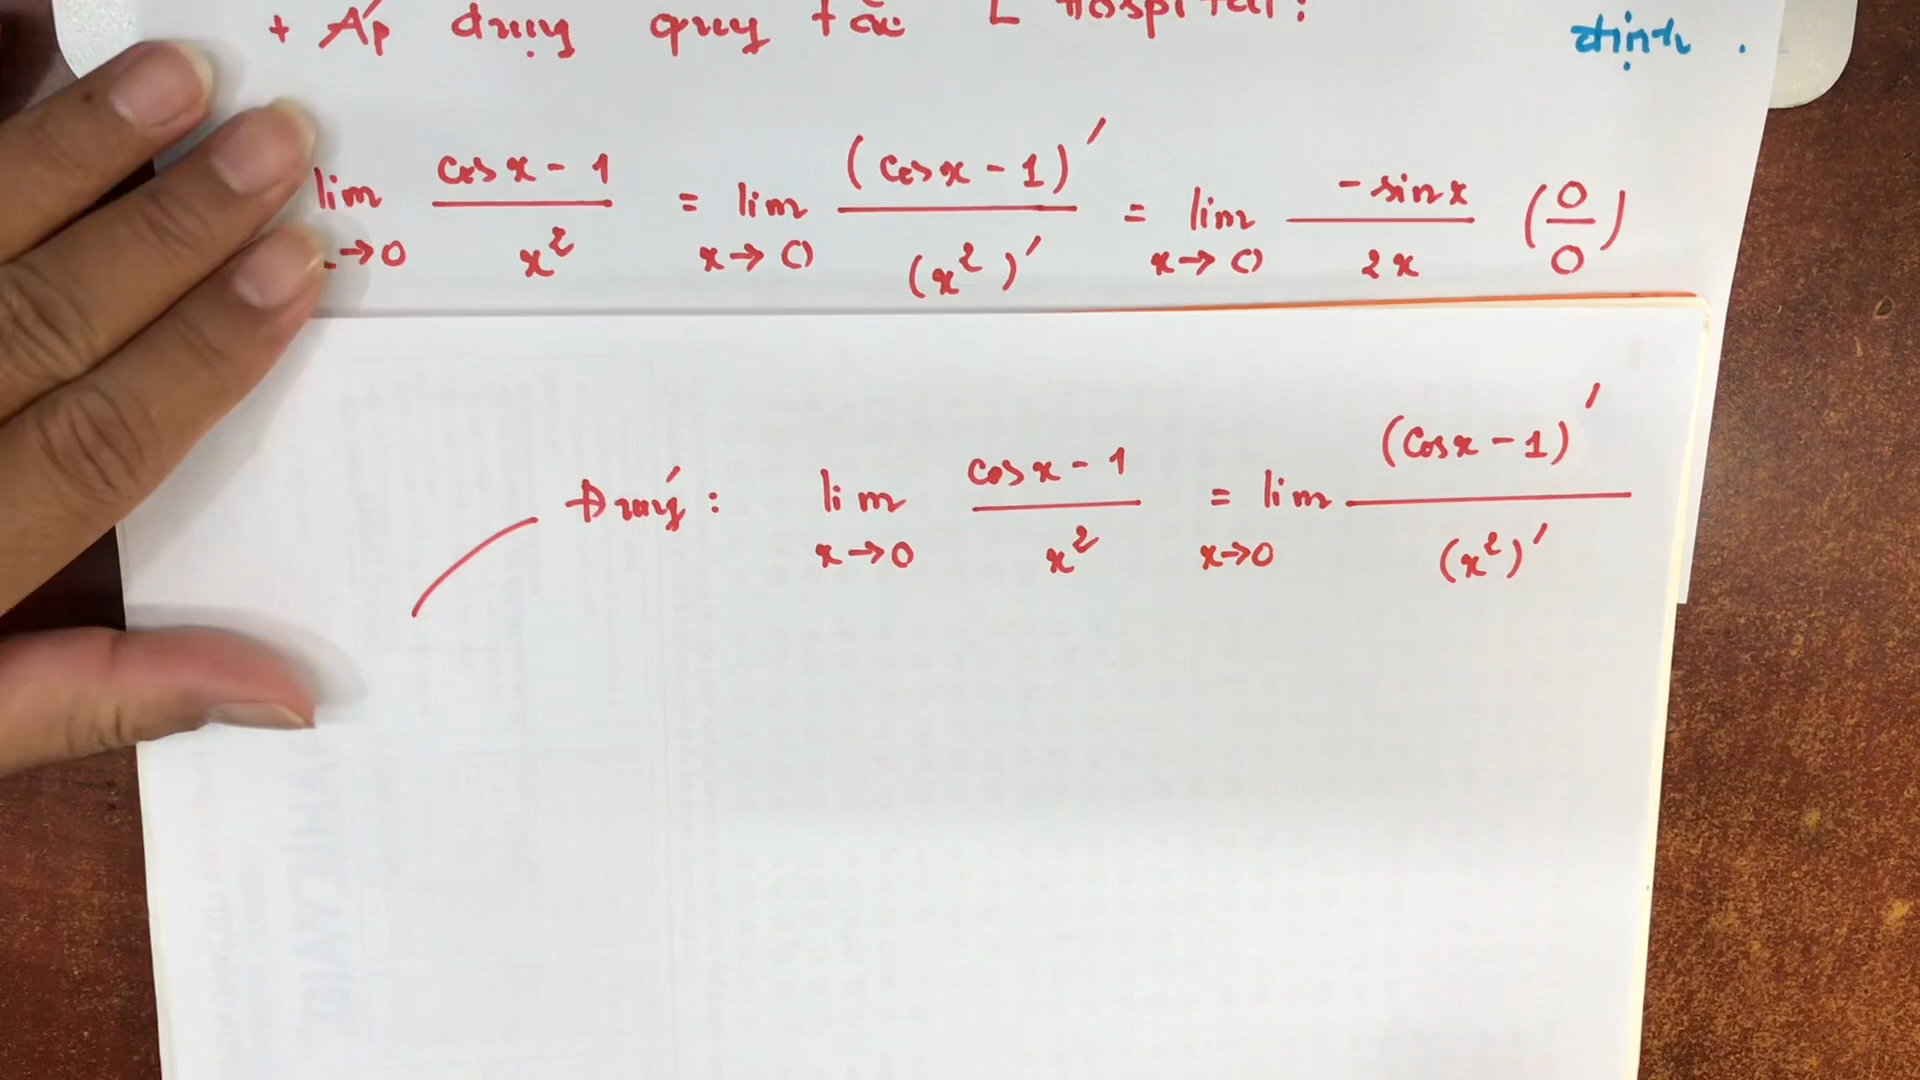 + Áp dụng quy tắc L'hospital:
định.
lim x→0 (cosx - 1)/x² = lim x→0 (cosx - 1)'/(x²)' = lim x→0 -sinx/2x (0/0)
Đúng: lim x→0 (cosx - 1)/x² = lim x→0 (cosx - 1)'/(x²)'